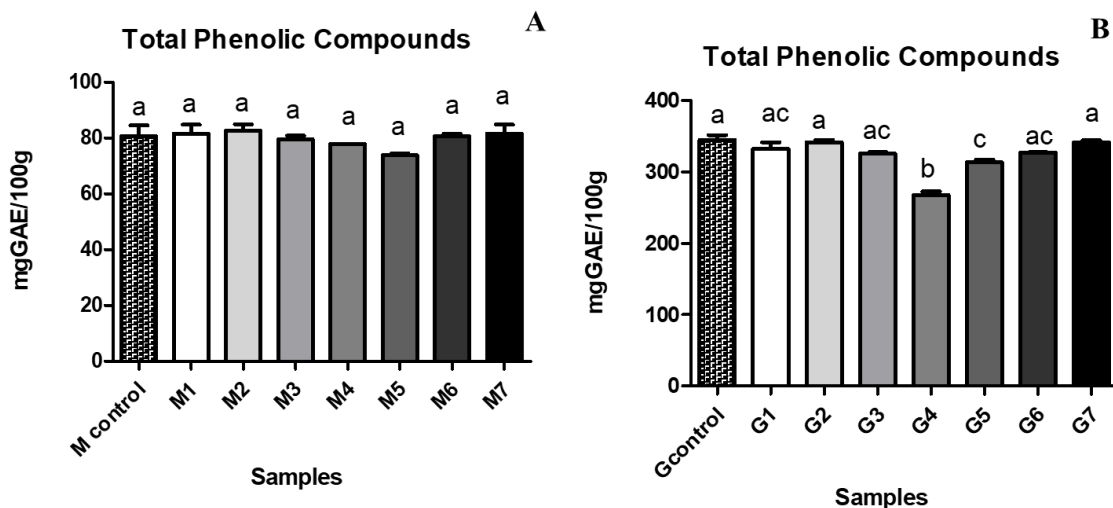 A
Total Phenolic Compounds
mgGAE/100g
100
80
60
40
20
0
a a a a a a a a
M control M1 M2 M3 M4 M5 M6 M7
Samples
B
Total Phenolic Compounds
mgGAE/100g
400
300
200
100
0
a ac a ac b c ac a
Gcontrol G1 G2 G3 G4 G5 G6 G7
Samples